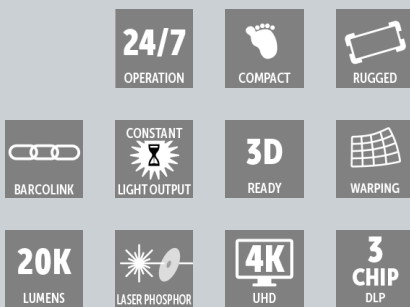 24/7
OPERATION
COMPACT
RUGGED
BARCOLINK
CONSTANT
LIGHT OUTPUT
3D
READY
WARPING
20K
LUMENS
LASER PHOSPHOR
4K
UHD
3
CHIP
DLP